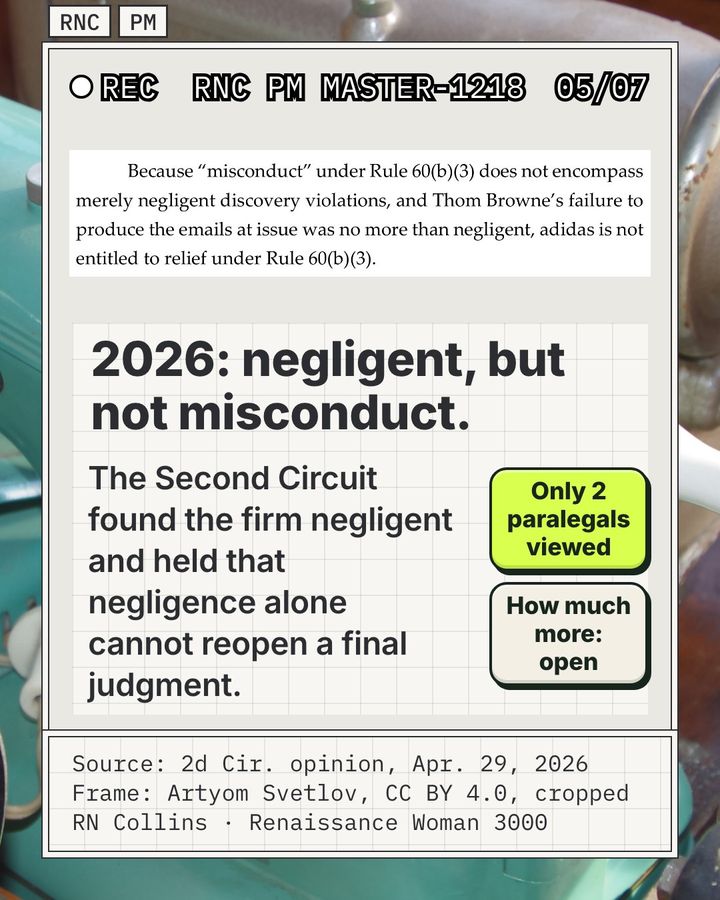 RNC PM
REC RNC PM MASTER-1218 05/07
Because “misconduct” under Rule 60(b)(3) does not encompass
merely negligent discovery violations, and Thom Browne’s failure to
produce the emails at issue was no more than negligent, adidas is not
entitled to relief under Rule 60(b)(3).
2026: negligent, but
not misconduct.
The Second Circuit
found the firm negligent
and held that
negligence alone
cannot reopen a final
judgment.
Only 2
paralegals
viewed
How much
more:
open
Source: 2d Cir. opinion, Apr. 29, 2026
Frame: Artyom Svetlov, CC BY 4.0, cropped
RN Collins · Renaissance Woman 3000